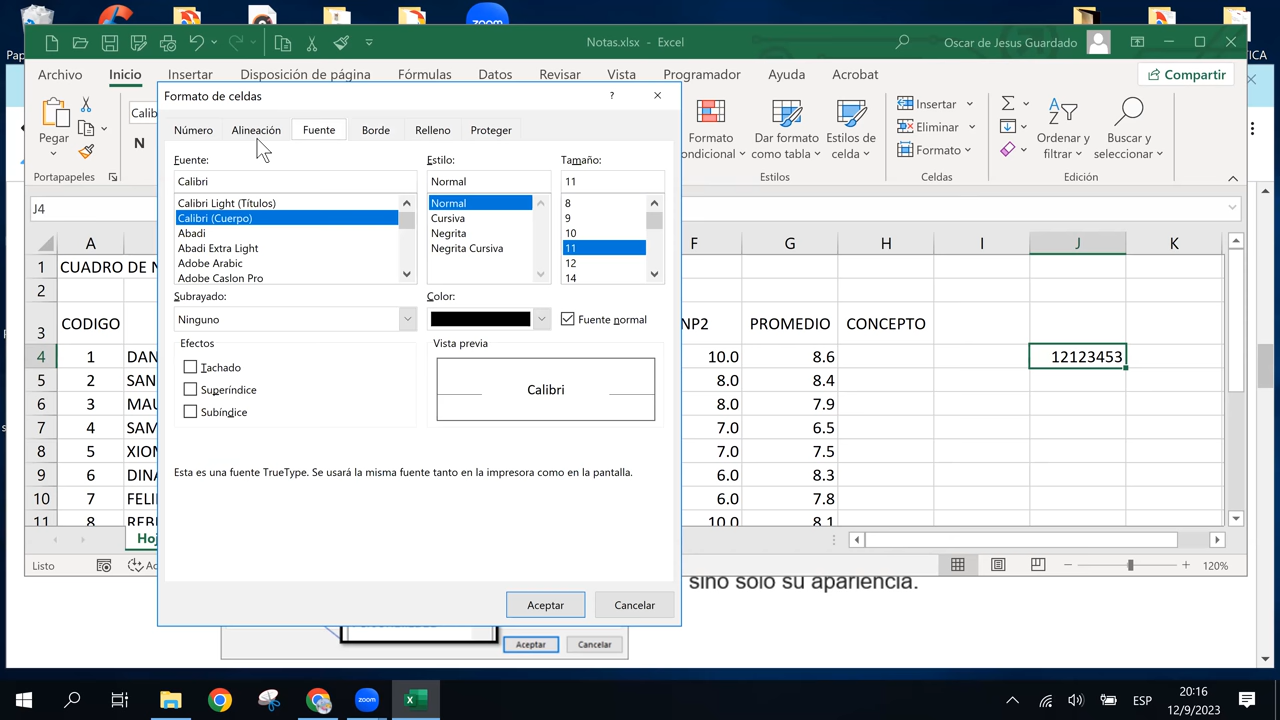 Pap
zoom
ICA
Notas.xlsx - Excel
Oscar de Jesus Guardado
Archivo Inicio Insertar Disposición de página Fórmulas Datos Revisar Vista Programador Ayuda Acrobat Compartir
Formato de celdas
Pegar
Calib
N
Portapapeles
Número Alineación Fuente Borde Relleno Proteger
Formato
condicional
Dar formato
como tabla
Estilos de
celda
Estilos
Insertar
Eliminar
Formato
Celdas
Ordenar y
filtrar
Buscar y
seleccionar
Edición
J4
Fuente:
Calibri
Calibri Light (Títulos)
Calibri (Cuerpo)
Abadi
Abadi Extra Light
Adobe Arabic
Adobe Caslon Pro
Estilo:
Normal
Normal
Cursiva
Negrita
Negrita Cursiva
Tamaño:
11
8
9
10
11
12
14
Subrayado:
Ninguno
Color:
Fuente normal
Efectos
Tachado
Superíndice
Subíndice
Vista previa
Calibri
Esta es una fuente TrueType. Se usará la misma fuente tanto en la impresora como en la pantalla.
Aceptar Cancelar
A F G H I J K
1 CUADRO DE N
2
3 CODIGO NP2 PROMEDIO CONCEPTO
4 1 DAN 10.0 8.6 12123453
5 2 SAN 8.0 8.4
6 3 MAU 8.0 7.9
7 4 SAM 7.0 6.5
8 5 XION 7.0 7.5
9 6 DINA 6.0 8.3
10 7 FELI 6.0 7.8
11 8 REB 10.0 8.1
Hoj
Listo
120%
sino solo su apariencia.
Aceptar Cancelar
zoom
ESP
20:16
12/9/2023